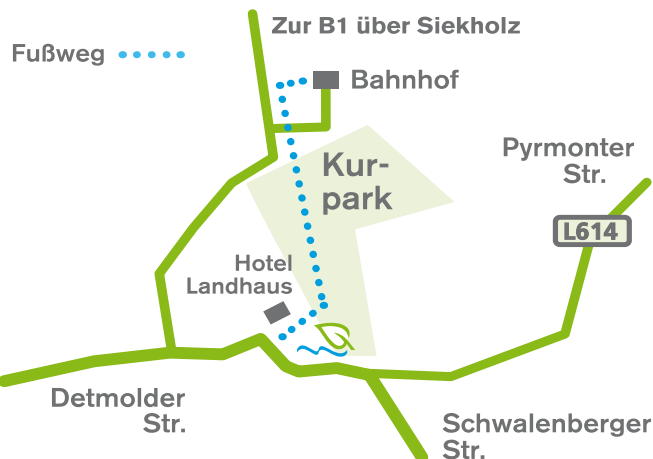 Zur B1 über Siekholz
Fußweg
Bahnhof
Kur-
park
Pyrmonter
Str.
L614
Hotel
Landhaus
Detmolder
Str.
Schwalenberger
Str.